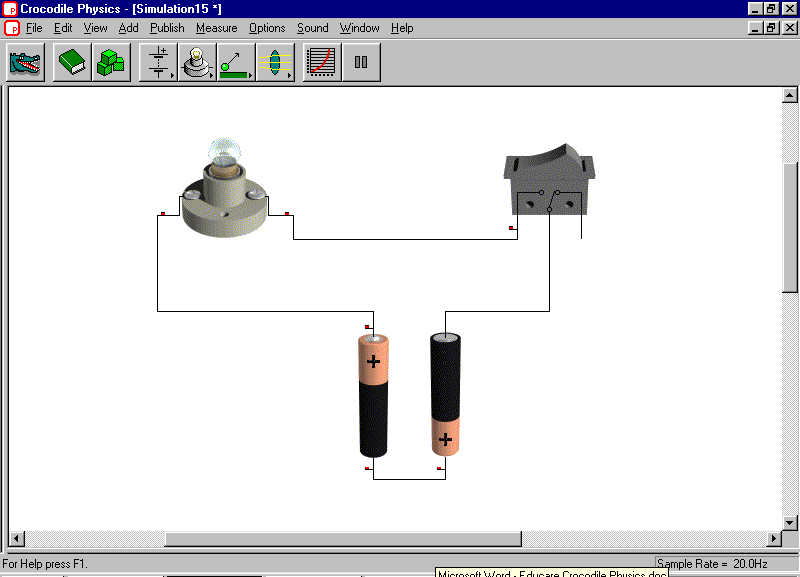 Crocodile Physics - [Simulation15 *]
File Edit View Add Publish Measure Options Sound Window Help
+
+
For Help press F1.
Sample Rate = 20.0Hz
Microsoft Word - Educare Crocodile Physics.doc